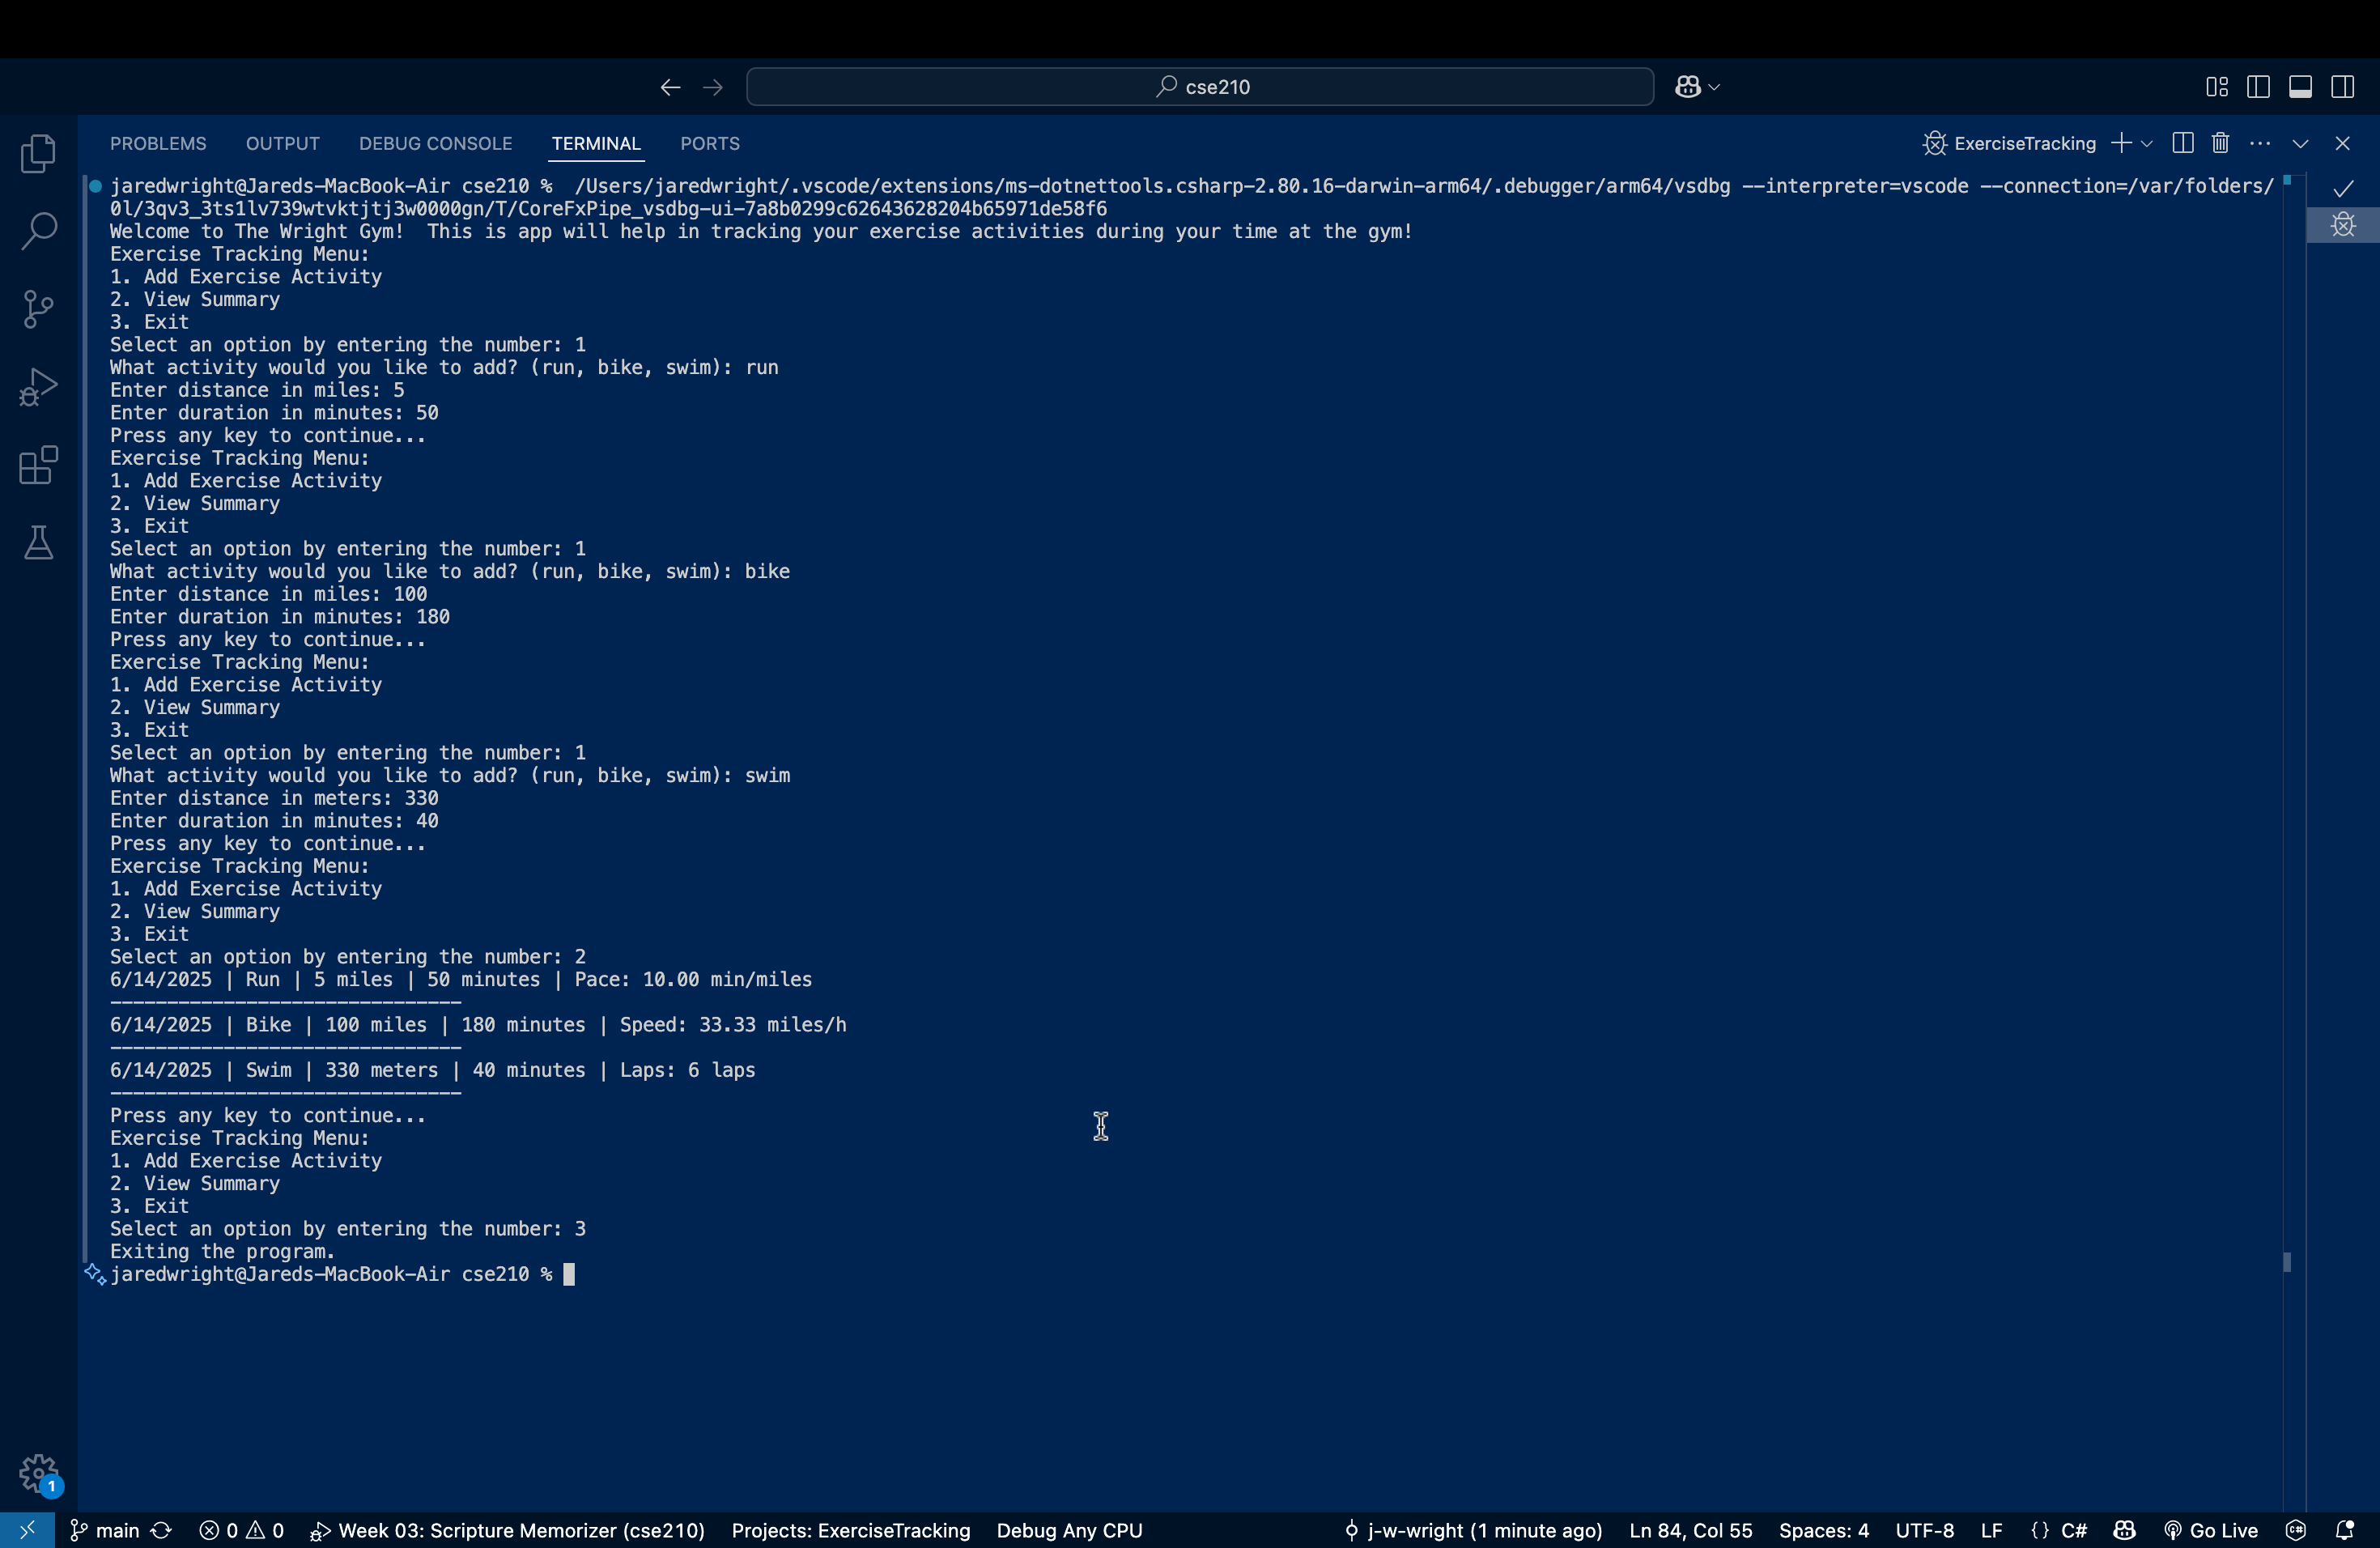 cse210
PROBLEMS OUTPUT DEBUG CONSOLE TERMINAL PORTS ExerciseTracking
jaredwright@Jareds-MacBook-Air cse210 % /Users/jaredwright/.vscode/extensions/ms-dotnettools.csharp-2.80.16-darwin-arm64/.debugger/arm64/vsdbg --interpreter=vscode --connection=/var/folders/
0l/3qv3_3ts1lv739wtvktjtj3w0000gn/T/CoreFxPipe_vsdbg-ui-7a8b0299c62643628204b65971de58f6
Welcome to The Wright Gym!  This is app will help in tracking your exercise activities during your time at the gym!
Exercise Tracking Menu:
1. Add Exercise Activity
2. View Summary
3. Exit
Select an option by entering the number: 1
What activity would you like to add? (run, bike, swim): run
Enter distance in miles: 5
Enter duration in minutes: 50
Press any key to continue...
Exercise Tracking Menu:
1. Add Exercise Activity
2. View Summary
3. Exit
Select an option by entering the number: 1
What activity would you like to add? (run, bike, swim): bike
Enter distance in miles: 100
Enter duration in minutes: 180
Press any key to continue...
Exercise Tracking Menu:
1. Add Exercise Activity
2. View Summary
3. Exit
Select an option by entering the number: 1
What activity would you like to add? (run, bike, swim): swim
Enter distance in meters: 330
Enter duration in minutes: 40
Press any key to continue...
Exercise Tracking Menu:
1. Add Exercise Activity
2. View Summary
3. Exit
Select an option by entering the number: 2
6/14/2025 | Run | 5 miles | 50 minutes | Pace: 10.00 min/miles
-------------------------------
6/14/2025 | Bike | 100 miles | 180 minutes | Speed: 33.33 miles/h
-------------------------------
6/14/2025 | Swim | 330 meters | 40 minutes | Laps: 6 laps
-------------------------------
Press any key to continue...
Exercise Tracking Menu:
1. Add Exercise Activity
2. View Summary
3. Exit
Select an option by entering the number: 3
Exiting the program.
jaredwright@Jareds-MacBook-Air cse210 %
1
main 0 0 Week 03: Scripture Memorizer (cse210) Projects: ExerciseTracking Debug Any CPU j-w-wright (1 minute ago) Ln 84, Col 55 Spaces: 4 UTF-8 LF {} C# Go Live